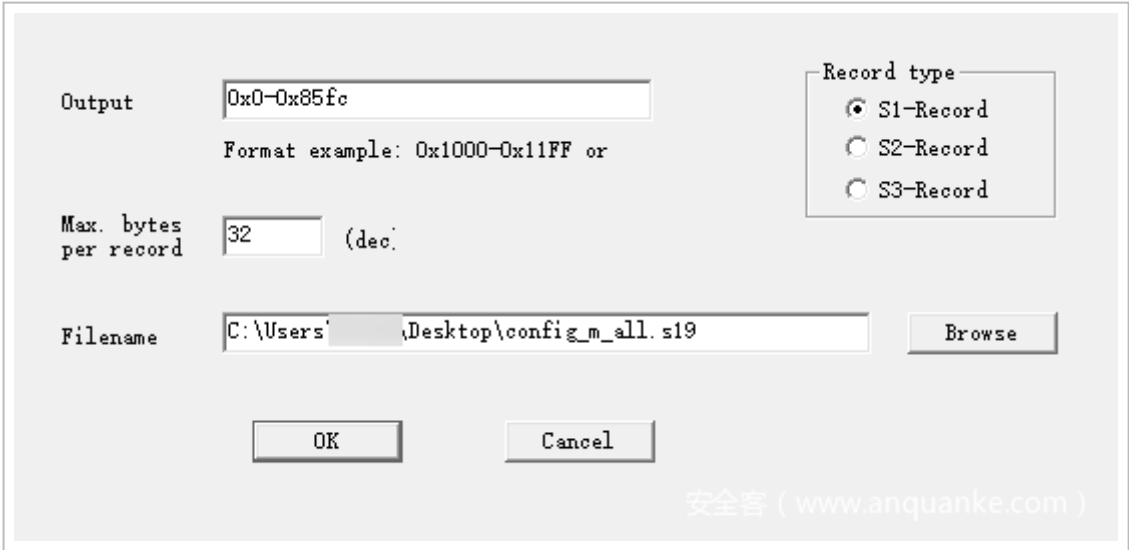 Record type
Output 0x0-0x85fc
S1-Record
Format example: 0x1000-0x11FF or
S2-Record
S3-Record
Max. bytes
per record
32 (dec)
Filename C:\Users\ \Desktop\config_m_all.s19 Browse
OK Cancel
安全客 ( www.anquanke.com )